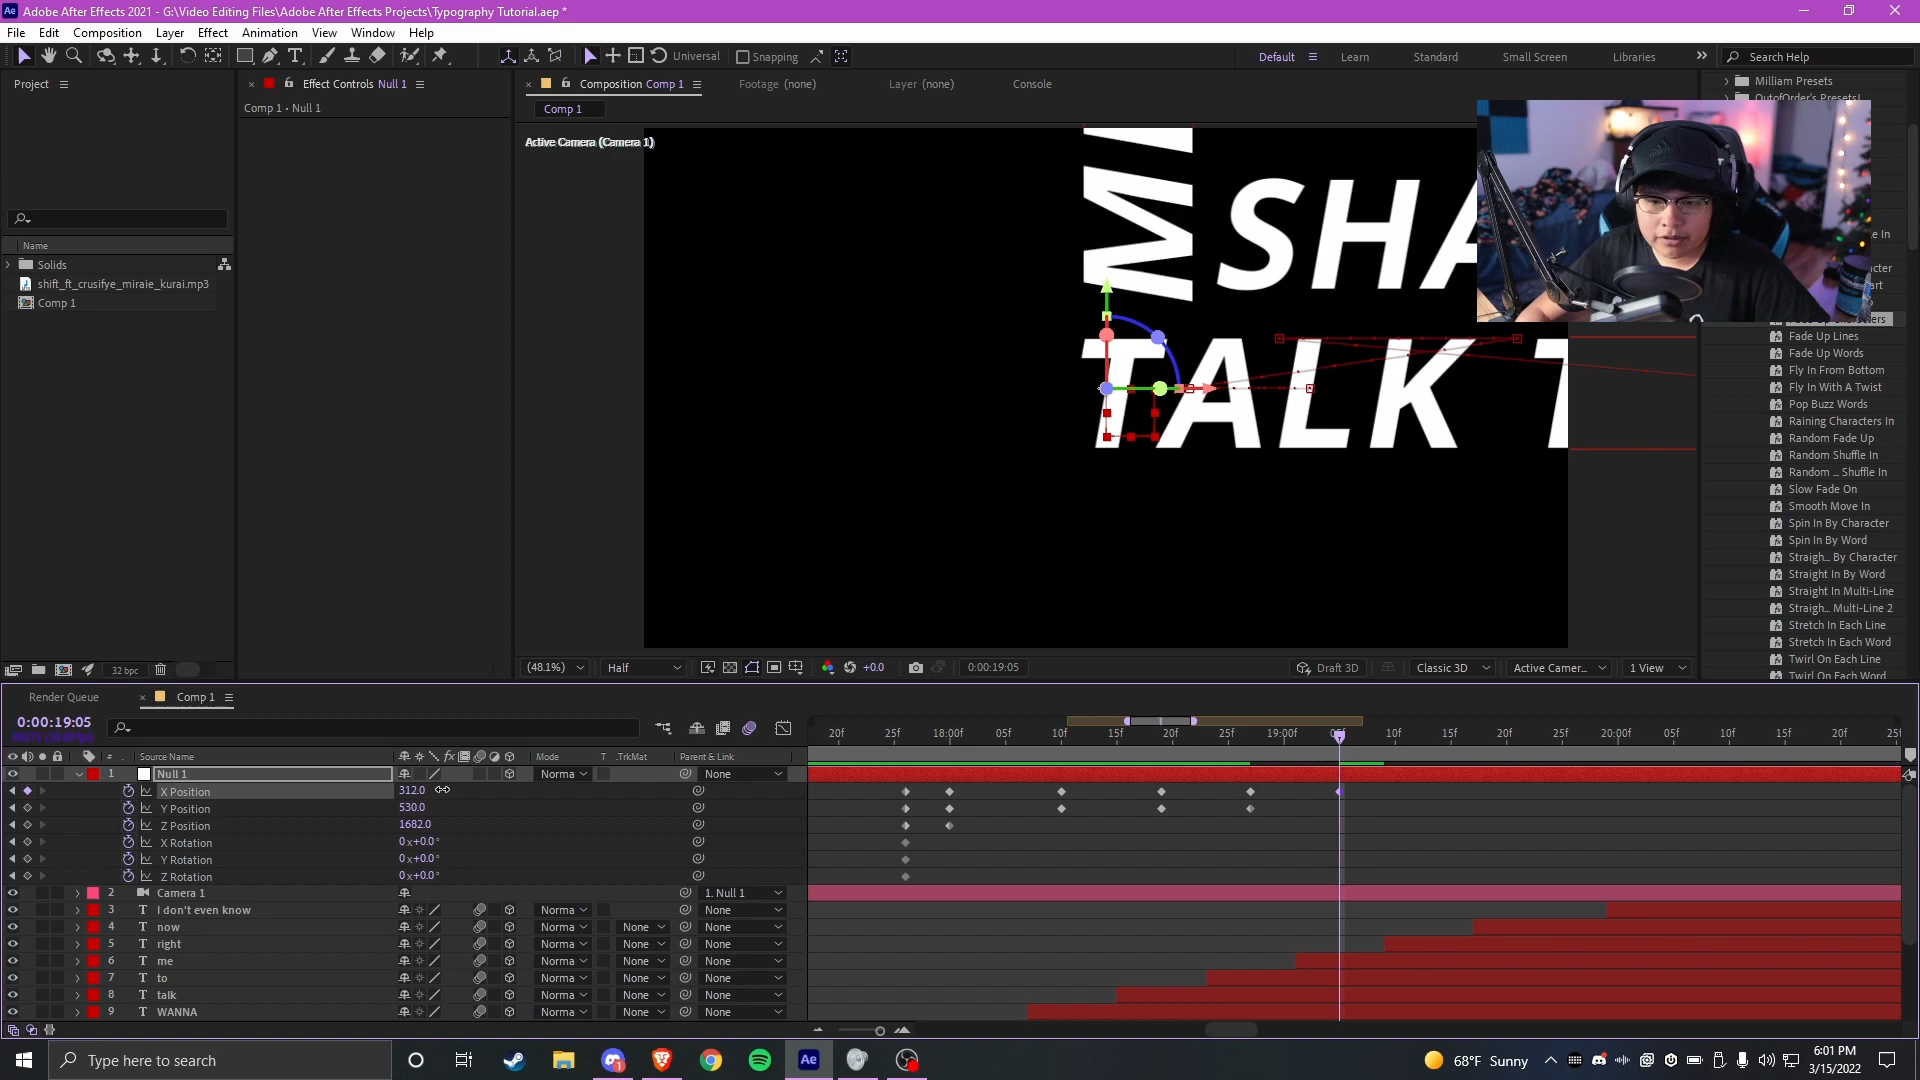 Adobe After Effects 2021 - G:\Video Editing Files\Adobe After Effects Projects\Typography Tutorial.aep *
File Edit Composition Layer Effect Animation View Window Help
Universal Snapping Default Learn Standard Small Screen Libraries Search Help
Project
Effect Controls Null 1
Comp 1 • Null 1
Composition Comp 1
Footage (none)
Layer (none)
Console
Comp 1
Active Camera (Camera 1)
SHA
TALK T
Name
Solids
shift_ft_crusifye_miraie_kurai.mp3
Comp 1
Milliam Presets
OutofOrder's Presets!
Fade Up Lines
Fade Up Words
Fly In From Bottom
Fly In With A Twist
Pop Buzz Words
Raining Characters In
Random Fade Up
Random Shuffle In
Random ... Shuffle In
Slow Fade On
Smooth Move In
Spin In By Character
Spin In By Word
Straigh... By Character
Straight In By Word
Straight In Multi-Line
Straigh... Multi-Line 2
Stretch In Each Line
Stretch In Each Word
Twirl On Each Line
Twirl On Each Word
32 bpc
(48.1%) Half +0.0 0:00:19:05 Draft 3D Classic 3D Active Camer... 1 View
Render Queue
Comp 1
0:00:19:05
20f 25f 18:00f 05f 10f 15f 20f 25f 19:00f 10f 15f 20f 25f 20:00f 05f 10f 15f 20f
# Source Name Mode T .TrkMat Parent & Link
1 Null 1 Norma None
X Position 312.0
Y Position 530.0
Z Position 1682.0
X Rotation 0 x+0.0°
Y Rotation 0 x+0.0°
Z Rotation 0 x+0.0°
2 Camera 1 1. Null 1
3 T I don't even know Norma None
4 T now Norma None None
5 T right Norma None None
6 T me Norma None None
7 T to Norma None None
8 T talk Norma None None
9 T WANNA Norma None None
Type here to search
68°F Sunny
6:01 PM
3/15/2022